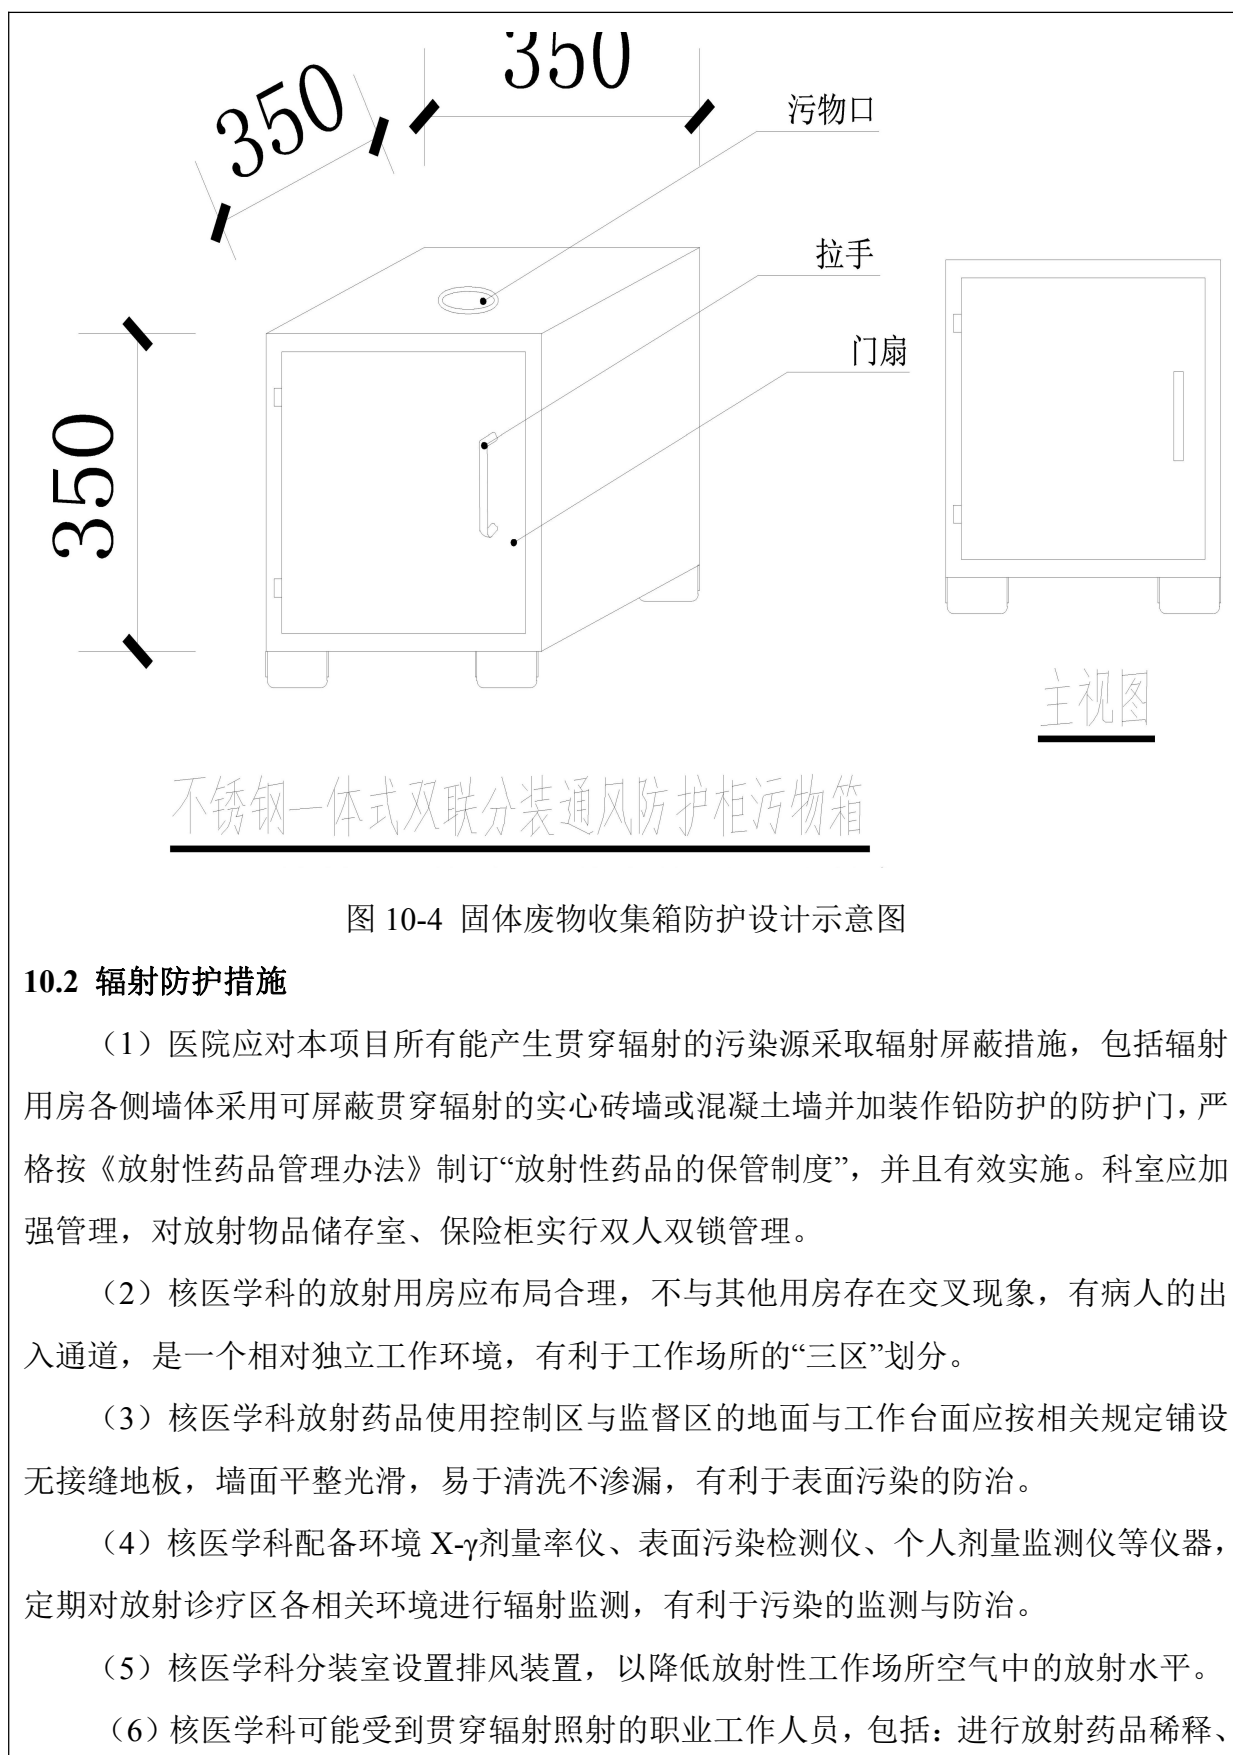 350
350
污物口
拉手
门扇
350
主视图
不锈钢一体式双联分装通风防护柜污物箱
图 10-4 固体废物收集箱防护设计示意图
10.2 辐射防护措施
（1）医院应对本项目所有能产生贯穿辐射的污染源采取辐射屏蔽措施，包括辐射
用房各侧墙体采用可屏蔽贯穿辐射的实心砖墙或混凝土墙并加装作铅防护的防护门，严
格按《放射性药品管理办法》制订“放射性药品的保管制度”，并且有效实施。科室应加
强管理，对放射物品储存室、保险柜实行双人双锁管理。
（2）核医学科的放射用房应布局合理，不与其他用房存在交叉现象，有病人的出
入通道，是一个相对独立工作环境，有利于工作场所的“三区”划分。
（3）核医学科放射药品使用控制区与监督区的地面与工作台面应按相关规定铺设
无接缝地板，墙面平整光滑，易于清洗不渗漏，有利于表面污染的防治。
（4）核医学科配备环境 X-γ剂量率仪、表面污染检测仪、个人剂量监测仪等仪器，
定期对放射诊疗区各相关环境进行辐射监测，有利于污染的监测与防治。
（5）核医学科分装室设置排风装置，以降低放射性工作场所空气中的放射水平。
（6）核医学科可能受到贯穿辐射照射的职业工作人员，包括：进行放射药品稀释、